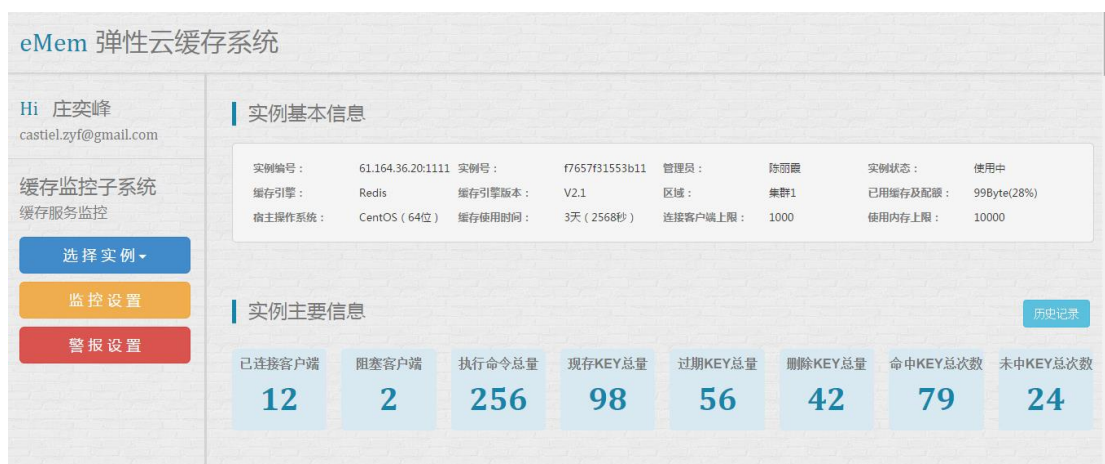 eMem 弹性云缓存系统
Hi 庄奕峰
castiel.zyf@gmail.com
缓存监控子系统
缓存服务监控
选择实例
监控设置
警报设置
实例基本信息
实例编号： 61.164.36.20:1111 实例号： f7657f31553b11 管理员： 陈丽霞 实例状态： 使用中
缓存引擎： Redis 缓存引擎版本： V2.1 区域： 集群1 已用缓存及配额： 99Byte(28%)
宿主操作系统： CentOS（64位） 缓存使用时间： 3天（2568秒） 连接客户端上限： 1000 使用内存上限： 10000
实例主要信息
历史记录
已连接客户端 阻塞客户端 执行命令总量 现存KEY总量 过期KEY总量 删除KEY总量 命中KEY总次数 未中KEY总次数
12 2 256 98 56 42 79 24